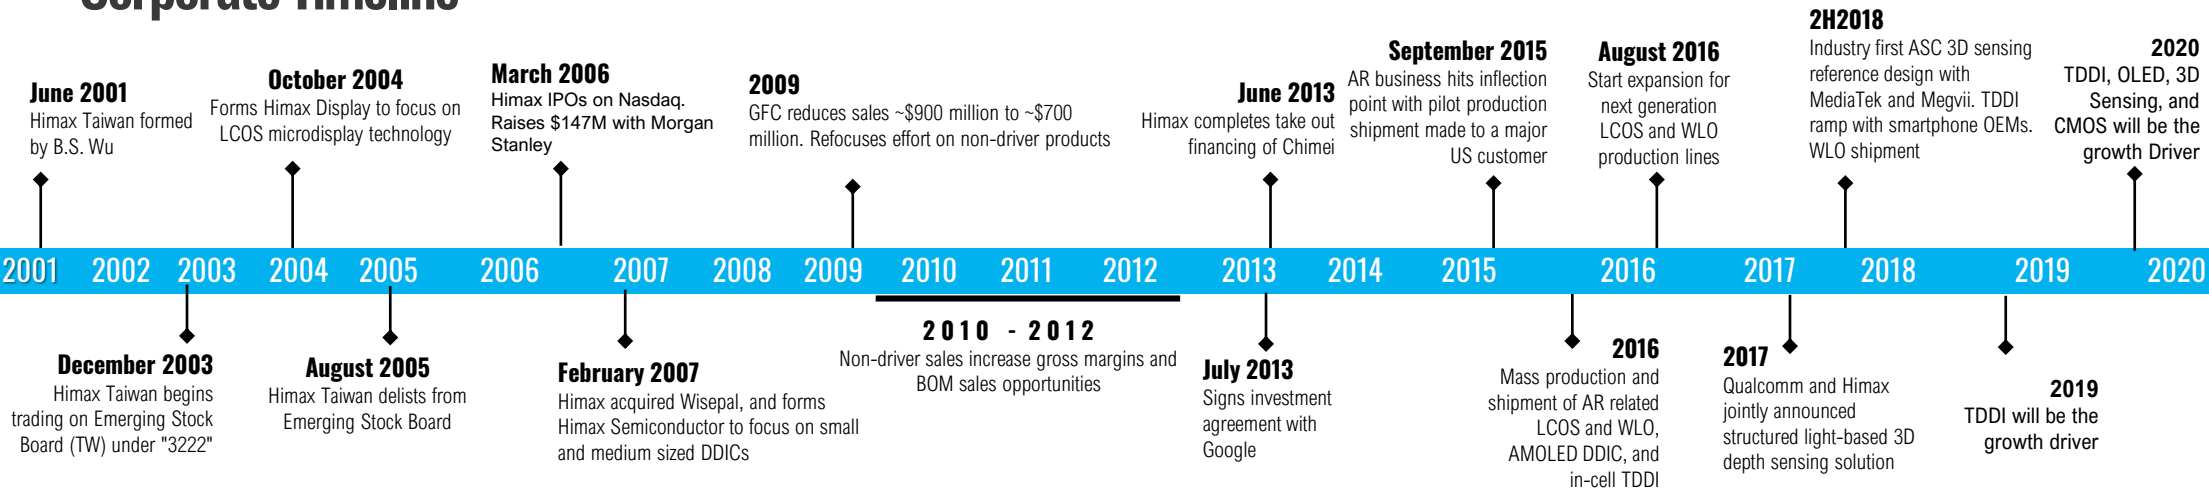 Corporate Timeline
June 2001
Himax Taiwan formed
by B.S. Wu
October 2004
Forms Himax Display to focus on
LCOS microdisplay technology
March 2006
Himax IPOs on Nasdaq.
Raises $147M with Morgan
Stanley
2009
GFC reduces sales ~$900 million to ~$700
million. Refocuses effort on non-driver products
June 2013
Himax completes take out
financing of Chimei
September 2015
AR business hits inflection
point with pilot production
shipment made to a major
US customer
August 2016
Start expansion for
next generation
LCOS and WLO
production lines
2H2018
Industry first ASC 3D sensing
reference design with
MediaTek and Megvii. TDDI
ramp with smartphone OEMs.
WLO shipment
2020
TDDI, OLED, 3D
Sensing, and
CMOS will be the
growth Driver
2001 2002 2003 2004 2005 2006 2007 2008 2009 2010 2011 2012 2013 2014 2015 2016 2017 2018 2019 2020
December 2003
Himax Taiwan begins
trading on Emerging Stock
Board (TW) under "3222"
August 2005
Himax Taiwan delists from
Emerging Stock Board
February 2007
Himax acquired Wisepal, and forms
Himax Semiconductor to focus on small
and medium sized DDICs
2010 - 2012
Non-driver sales increase gross margins and
BOM sales opportunities
July 2013
Signs investment
agreement with
Google
2016
Mass production and
shipment of AR related
LCOS and WLO,
AMOLED DDIC, and
in-cell TDDI
2017
Qualcomm and Himax
jointly announced
structured light-based 3D
depth sensing solution
2019
TDDI will be the
growth driver